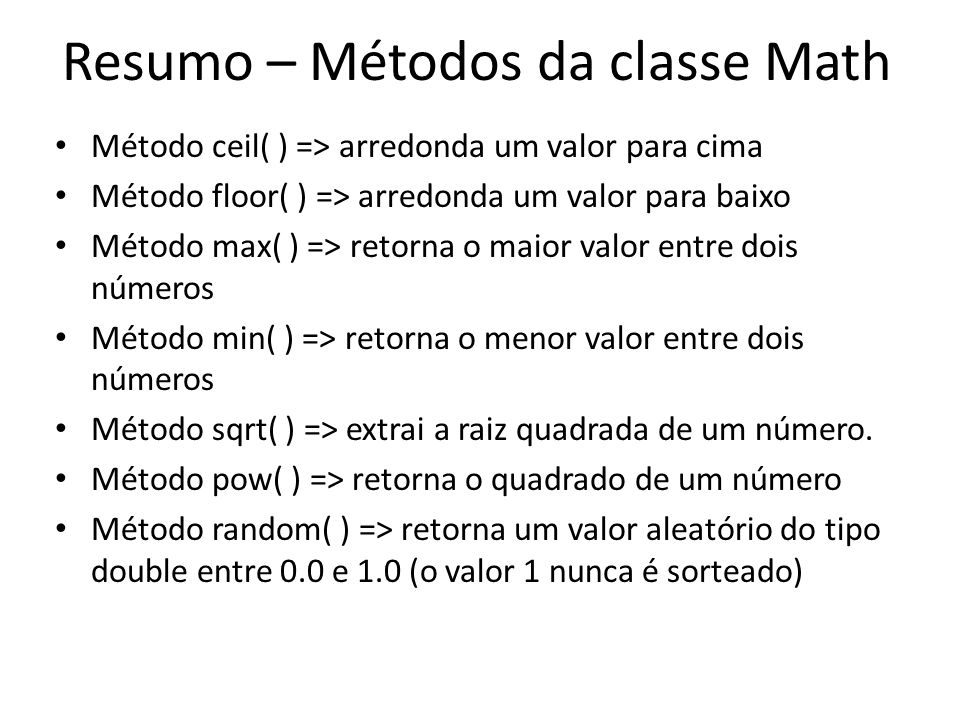 Resumo – Métodos da classe Math
• Método ceil( ) => arredonda um valor para cima
• Método floor( ) => arredonda um valor para baixo
• Método max( ) => retorna o maior valor entre dois
números
• Método min( ) => retorna o menor valor entre dois
números
• Método sqrt( ) => extrai a raiz quadrada de um número.
• Método pow( ) => retorna o quadrado de um número
• Método random( ) => retorna um valor aleatório do tipo
double entre 0.0 e 1.0 (o valor 1 nunca é sorteado)